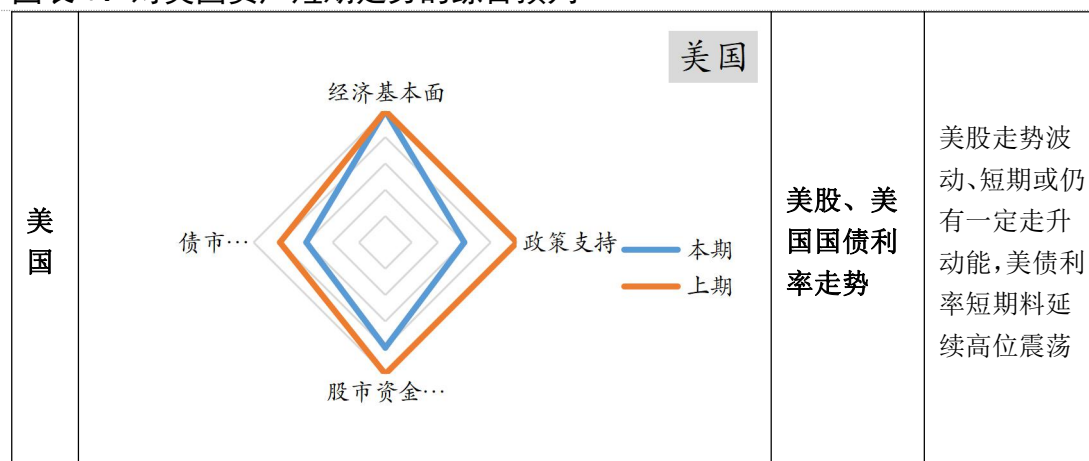 美国
经济基本面
债市…
政策支持
本期
上期
股市资金…
美
国
美股、美
国国债利
率走势
美股走势波
动、短期或仍
有一定走升
动能，美债利
率短期料延
续高位震荡